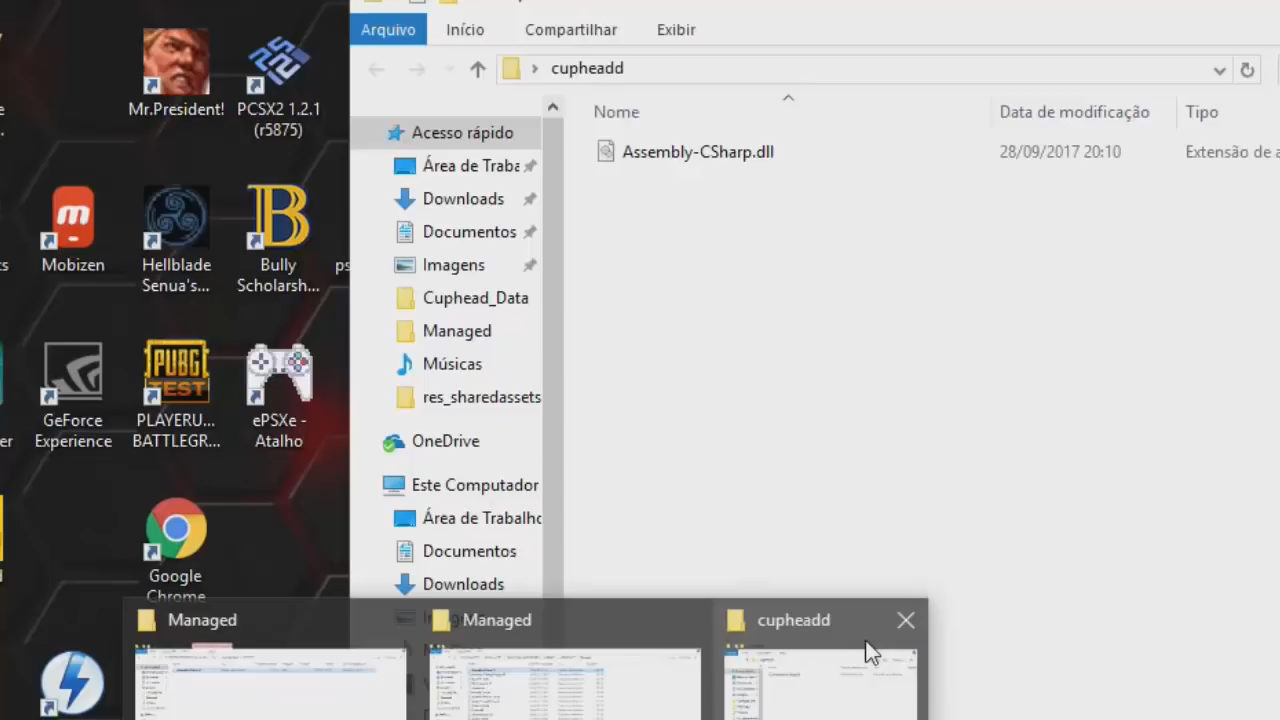 Mr.President!
PCSX2 1.2.1
(r5875)
Mobizen
Hellblade
Senua's...
Bully
Scholarsh...
GeForce
Experience
PUBG
TEST
PLAYERU...
BATTLEGR...
ePSXe -
Atalho
Google
Chrome
Arquivo
Início
Compartilhar
Exibir
cupheadd
Nome
Data de modificação
Tipo
Assembly-CSharp.dll
28/09/2017 20:10
Extensão de a
Acesso rápido
Área de Traba
Downloads
Documentos
Imagens
Cuphead_Data
Managed
Músicas
res_sharedassets
OneDrive
Este Computador
Área de Trabalho
Documentos
Downloads
Managed
Managed
cupheadd